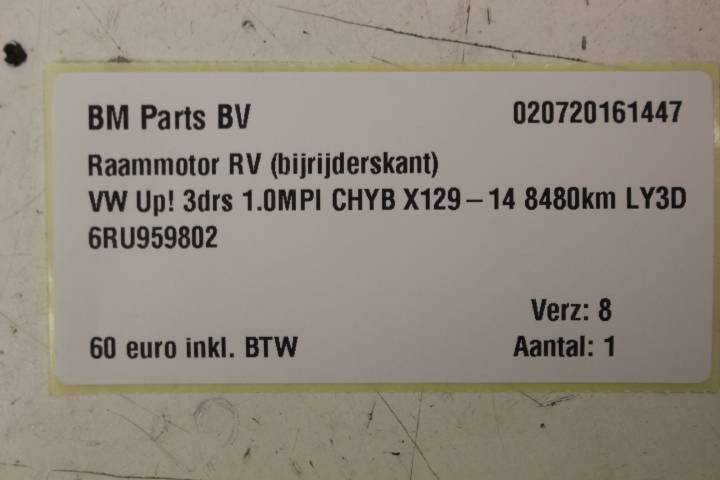 BM Parts BV 020720161447
Raammotor RV (bijrijderskant)
VW Up! 3drs 1.0MPI CHYB X129-14 8480km LY3D
6RU959802
Verz: 8
60 euro inkl. BTW Aantal: 1